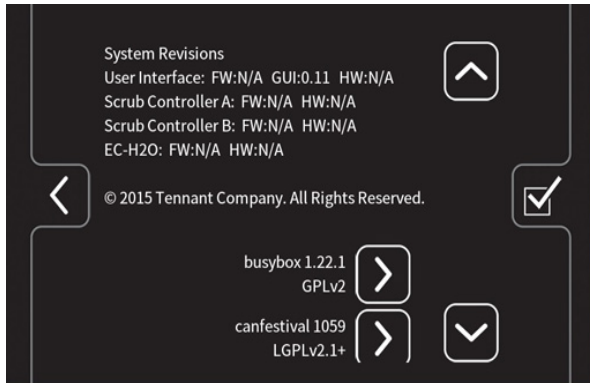 System Revisions
User Interface: FW:N/A GUI:0.11 HW:N/A
Scrub Controller A: FW:N/A HW:N/A
Scrub Controller B: FW:N/A HW:N/A
EC-H2O: FW:N/A HW:N/A
© 2015 Tennant Company. All Rights Reserved.
busybox 1.22.1
GPLv2
canfestival 1059
LGPLv2.1+